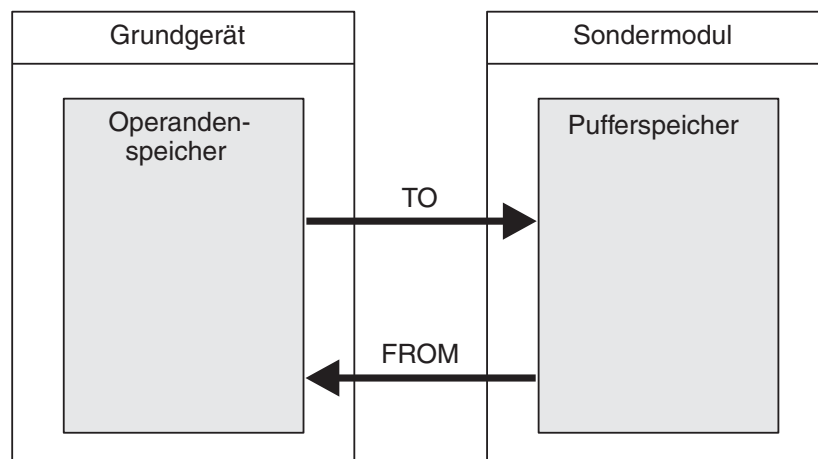 Grundgerät
Sondermodul
Operanden-
speicher
Pufferspeicher
TO
FROM